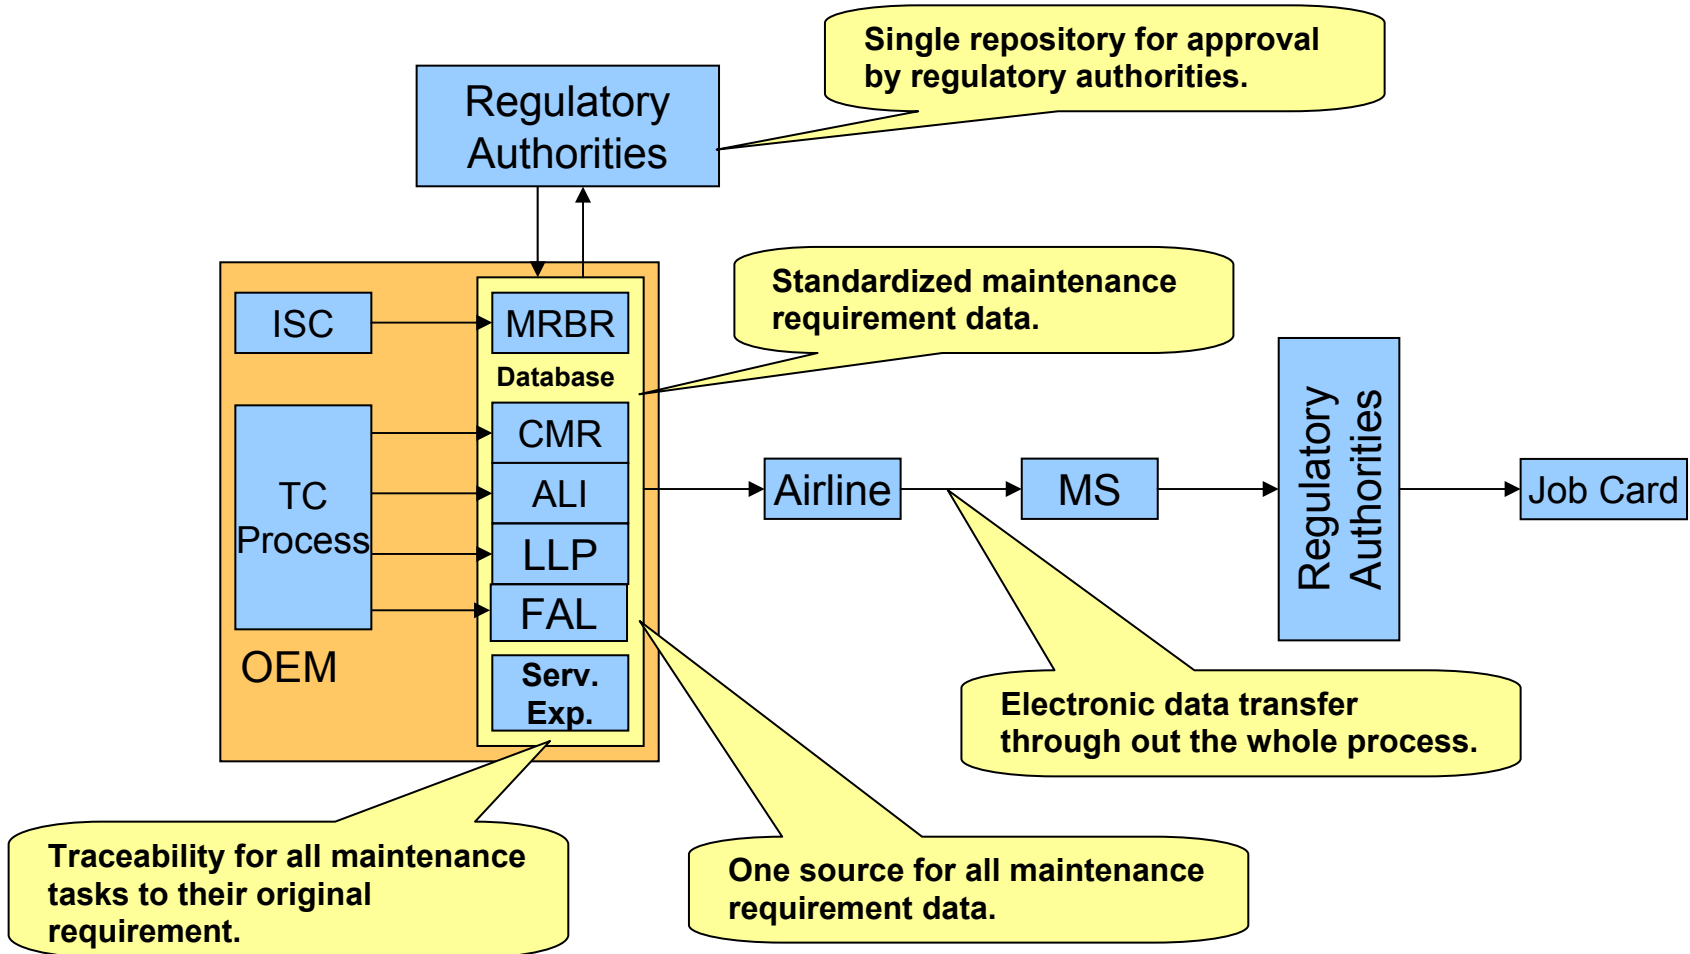 Single repository for approval
by regulatory authorities.
Regulatory
Authorities
Standardized maintenance
requirement data.
ISC
MRBR
Database
CMR
TC
Process
ALI
LLP
FAL
OEM
Serv.
Exp.
Airline
MS
Regulatory
Authorities
Job Card
Electronic data transfer
through out the whole process.
Traceability for all maintenance
tasks to their original
requirement.
One source for all maintenance
requirement data.